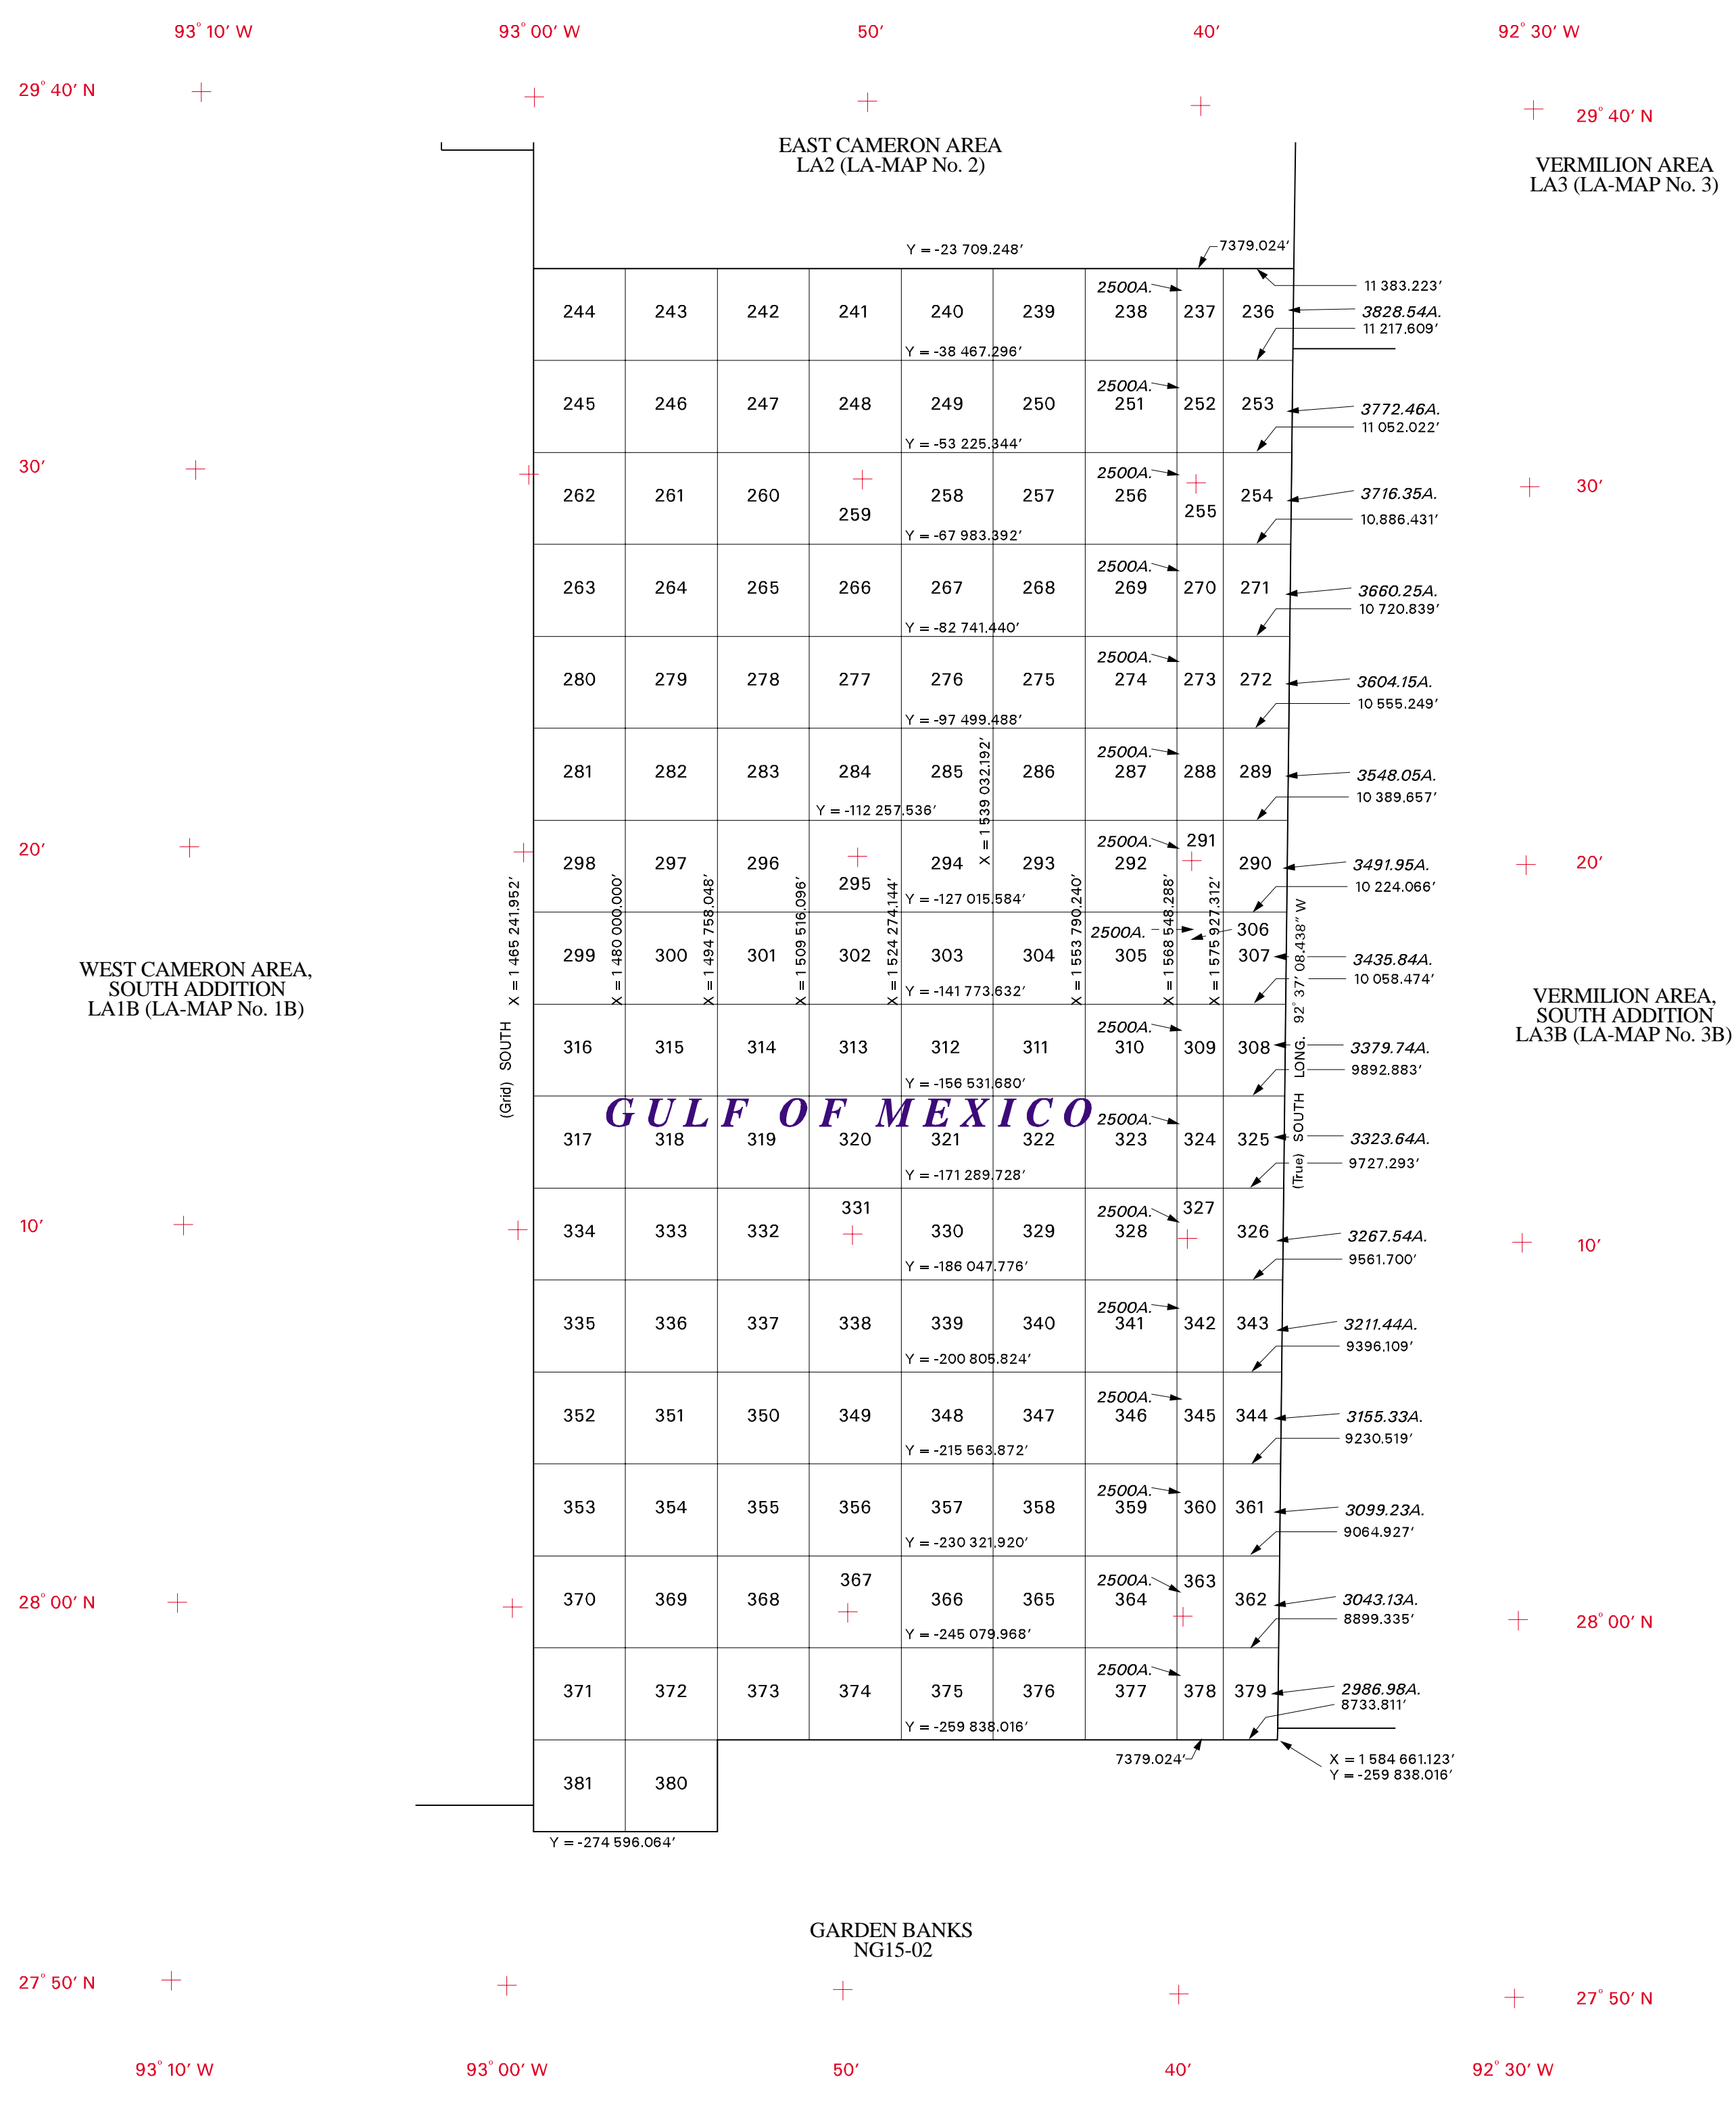 93° 10′ W 93° 00′ W 50′ 40′ 92° 30′ W
29° 40′ N
29° 40′ N
EAST CAMERON AREA
LA2 (LA-MAP No. 2)
VERMILION AREA
LA3 (LA-MAP No. 3)
Y = -23 709.248′
7379.024′
11 383.223′
2500A.
244 243 242 241 240 239 238 237 236
3828.54A.
11 217.609′
Y = -38 467.296′
2500A.
245 246 247 248 249 250 251 252 253
3772.46A.
11 052.022′
Y = -53 225.344′
30′
30′
2500A.
262 261 260 259 258 257 256 255 254
3716.35A.
10.886.431′
Y = -67 983.392′
2500A.
263 264 265 266 267 268 269 270 271
3660.25A.
10 720.839′
Y = -82 741.440′
2500A.
280 279 278 277 276 275 274 273 272
3604.15A.
10 555.249′
Y = -97 499.488′
2500A.
281 282 283 284 285 286 287 288 289
3548.05A.
10 389.657′
Y = -112 257.536′
X = 1 539 032.192′
20′
20′
2500A.
298 297 296 295 294 293 292 291 290
3491.95A.
10 224.066′
Y = -127 015.584′
X = 1 465 241.952′
X = 1 480 000.000′
X = 1 494 758.048′
X = 1 509 516.096′
X = 1 524 274.144′
X = 1 553 790.240′
X = 1 568 548.288′
X = 1 575 927.312′
2500A.
299 300 301 302 303 304 305 306 307
3435.84A.
10 058.474′
Y = -141 773.632′
WEST CAMERON AREA,
SOUTH ADDITION
LA1B (LA-MAP No. 1B)
VERMILION AREA,
SOUTH ADDITION
LA3B (LA-MAP No. 3B)
(Grid) SOUTH
(True) SOUTH LONG. 92° 37′ 08.438″ W
2500A.
316 315 314 313 312 311 310 309 308
3379.74A.
9892.883′
Y = -156 531.680′
GULF OF MEXICO
2500A.
317 318 319 320 321 322 323 324 325
3323.64A.
9727.293′
Y = -171 289.728′
10′
10′
2500A.
334 333 332 331 330 329 328 327 326
3267.54A.
9561.700′
Y = -186 047.776′
2500A.
335 336 337 338 339 340 341 342 343
3211.44A.
9396.109′
Y = -200 805.824′
2500A.
352 351 350 349 348 347 346 345 344
3155.33A.
9230.519′
Y = -215 563.872′
2500A.
353 354 355 356 357 358 359 360 361
3099.23A.
9064.927′
Y = -230 321.920′
28° 00′ N
28° 00′ N
2500A.
370 369 368 367 366 365 364 363 362
3043.13A.
8899.335′
Y = -245 079.968′
2500A.
371 372 373 374 375 376 377 378 379
2986.98A.
8733.811′
Y = -259 838.016′
7379.024′
X = 1 584 661.123′
Y = -259 838.016′
381 380
Y = -274 596.064′
GARDEN BANKS
NG15-02
27° 50′ N
27° 50′ N
93° 10′ W 93° 00′ W 50′ 40′ 92° 30′ W